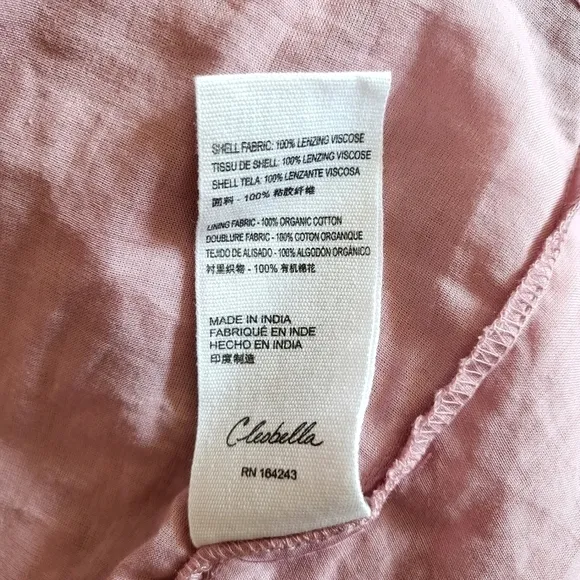 SHELL FABRIC: 100% LENZING VISCOSE
TISSU DE SHELL: 100% LENZING VISCOSE
SHELL TELA: 100% LENZANTE VISCOSA
面料 - 100% 粘胶纤维
LINING FABRIC - 100% ORGANIC COTTON
DOUBLURE FABRIC - 100% COTON ORGANIQUE
TEJIDO DE ALISADO - 100% ALGODÓN ORGÁNICO
衬里织物 - 100% 有机棉花
MADE IN INDIA
FABRIQUÉ EN INDE
HECHO EN INDIA
印度制造
Cleobella
RN 164243